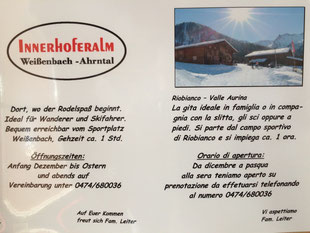 INNERHOFERALM
Weißenbach -Ahrntal
Dort, wo der Rodelspaß beginnt.
Ideal für Wanderer und Skifahrer.
Bequem erreichbar vom Sportplatz
Weißenbach, Gehzeit ca. 1 Std.
Öffnungszeiten:
Anfang Dezember bis Ostern
und abends auf
Vereinbarung unter 0474/680036
Auf Euer Kommen
freut sich Fam. Leiter
Riobianco - Valle Aurina
La gita ideale in famiglia o in compa-
gnia con la slitta, gli sci oppure a
piedi. Si parte dal campo sportivo
di Riobianco e si impiega ca. 1 ora.
Orario di apertura:
Da dicembre a pasqua
alla sera teniamo aperto su
prenotazione da effetuarsi telefonando
al numero 0474/680036
Vi aspettiamo
Fam. Leiter